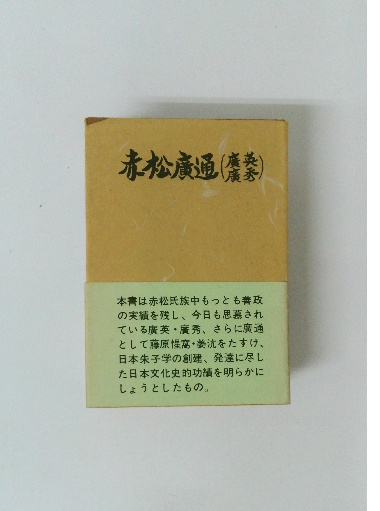 赤松廣通(廣英
廣秀)
本書は赤松氏族中もっとも善政
の実績を残し、今日も思慕され
ている廣英・廣秀、さらに廣通
として藤原惺窩・姜沆をたすけ、
日本朱子学の創建、発達に尽し
た日本文化史的功績を明らかに
しようとしたもの。